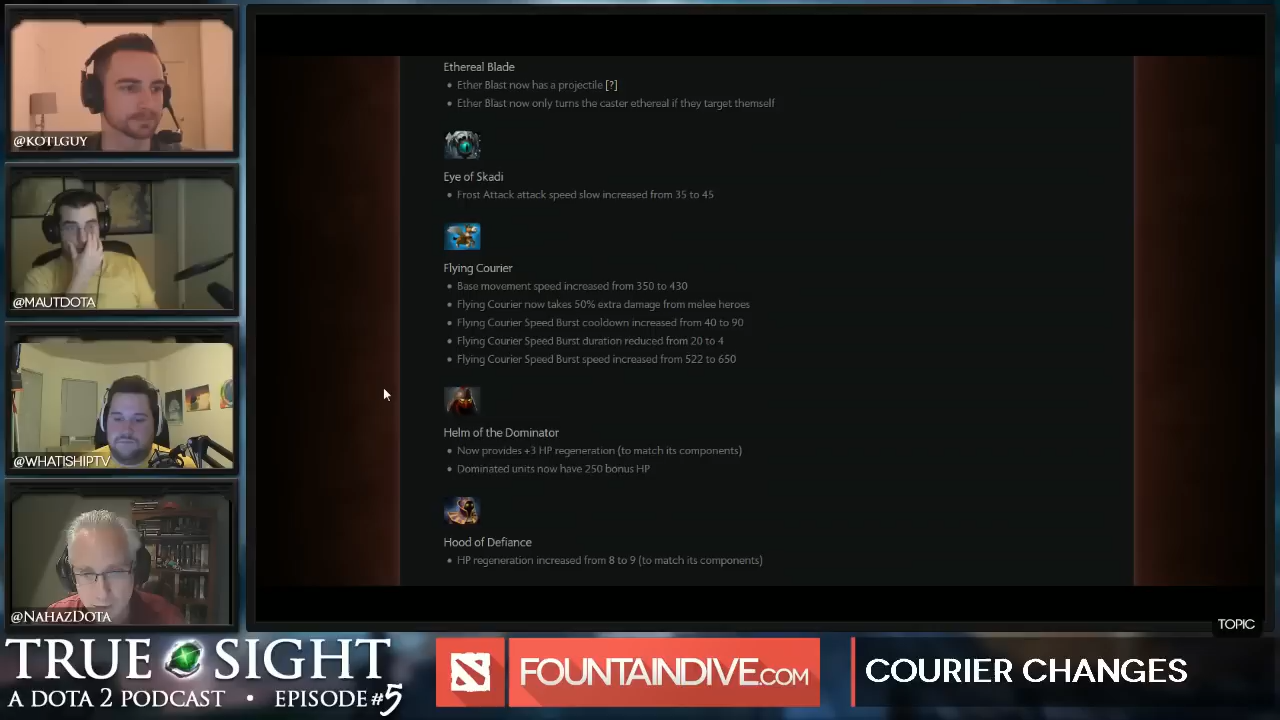 @KOTLGUY
@MAUTDOTA
@WHATISHIPTV
@NAHAZDOTA
Ethereal Blade
Ether Blast now has a projectile [?]
Ether Blast now only turns the caster ethereal if they target themself
Eye of Skadi
Frost Attack attack speed slow increased from 35 to 45
Flying Courier
Base movement speed increased from 350 to 430
Flying Courier now takes 50% extra damage from melee heroes
Flying Courier Speed Burst cooldown increased from 40 to 90
Flying Courier Speed Burst duration reduced from 20 to 4
Flying Courier Speed Burst speed increased from 522 to 650
Helm of the Dominator
Now provides +3 HP regeneration (to match its components)
Dominated units now have 250 bonus HP
Hood of Defiance
HP regeneration increased from 8 to 9 (to match its components)
TOPIC
TRUE SIGHT
A DOTA 2 PODCAST • EPISODE #5
FOUNTAINDIVE.COM
COURIER CHANGES